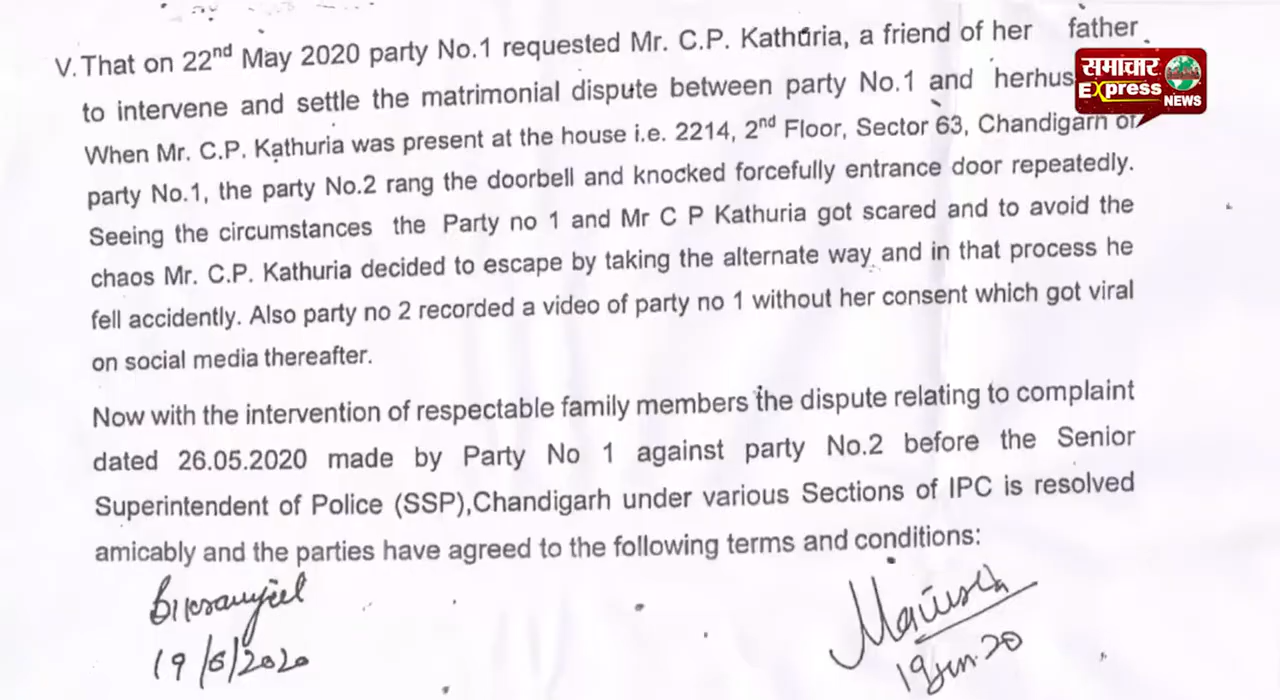 V. That on 22nd May 2020 party No.1 requested Mr. C.P. Kathuria, a friend of her father
to intervene and settle the matrimonial dispute between party No.1 and herhus
When Mr. C.P. Kathuria was present at the house i.e. 2214, 2nd Floor, Sector 63, Chandigarh of
party No.1, the party No.2 rang the doorbell and knocked forcefully entrance door repeatedly.
Seeing the circumstances the Party no 1 and Mr C P Kathuria got scared and to avoid the
chaos Mr. C.P. Kathuria decided to escape by taking the alternate way and in that process he
fell accidently. Also party no 2 recorded a video of party no 1 without her consent which got viral
on social media thereafter.
Now with the intervention of respectable family members the dispute relating to complaint
dated 26.05.2020 made by Party No 1 against party No.2 before the Senior
Superintendent of Police (SSP),Chandigarh under various Sections of IPC is resolved
amicably and the parties have agreed to the following terms and conditions:
Bikramjeet
19/6/2020
19 Jun. 20
समाचार
Express
NEWS